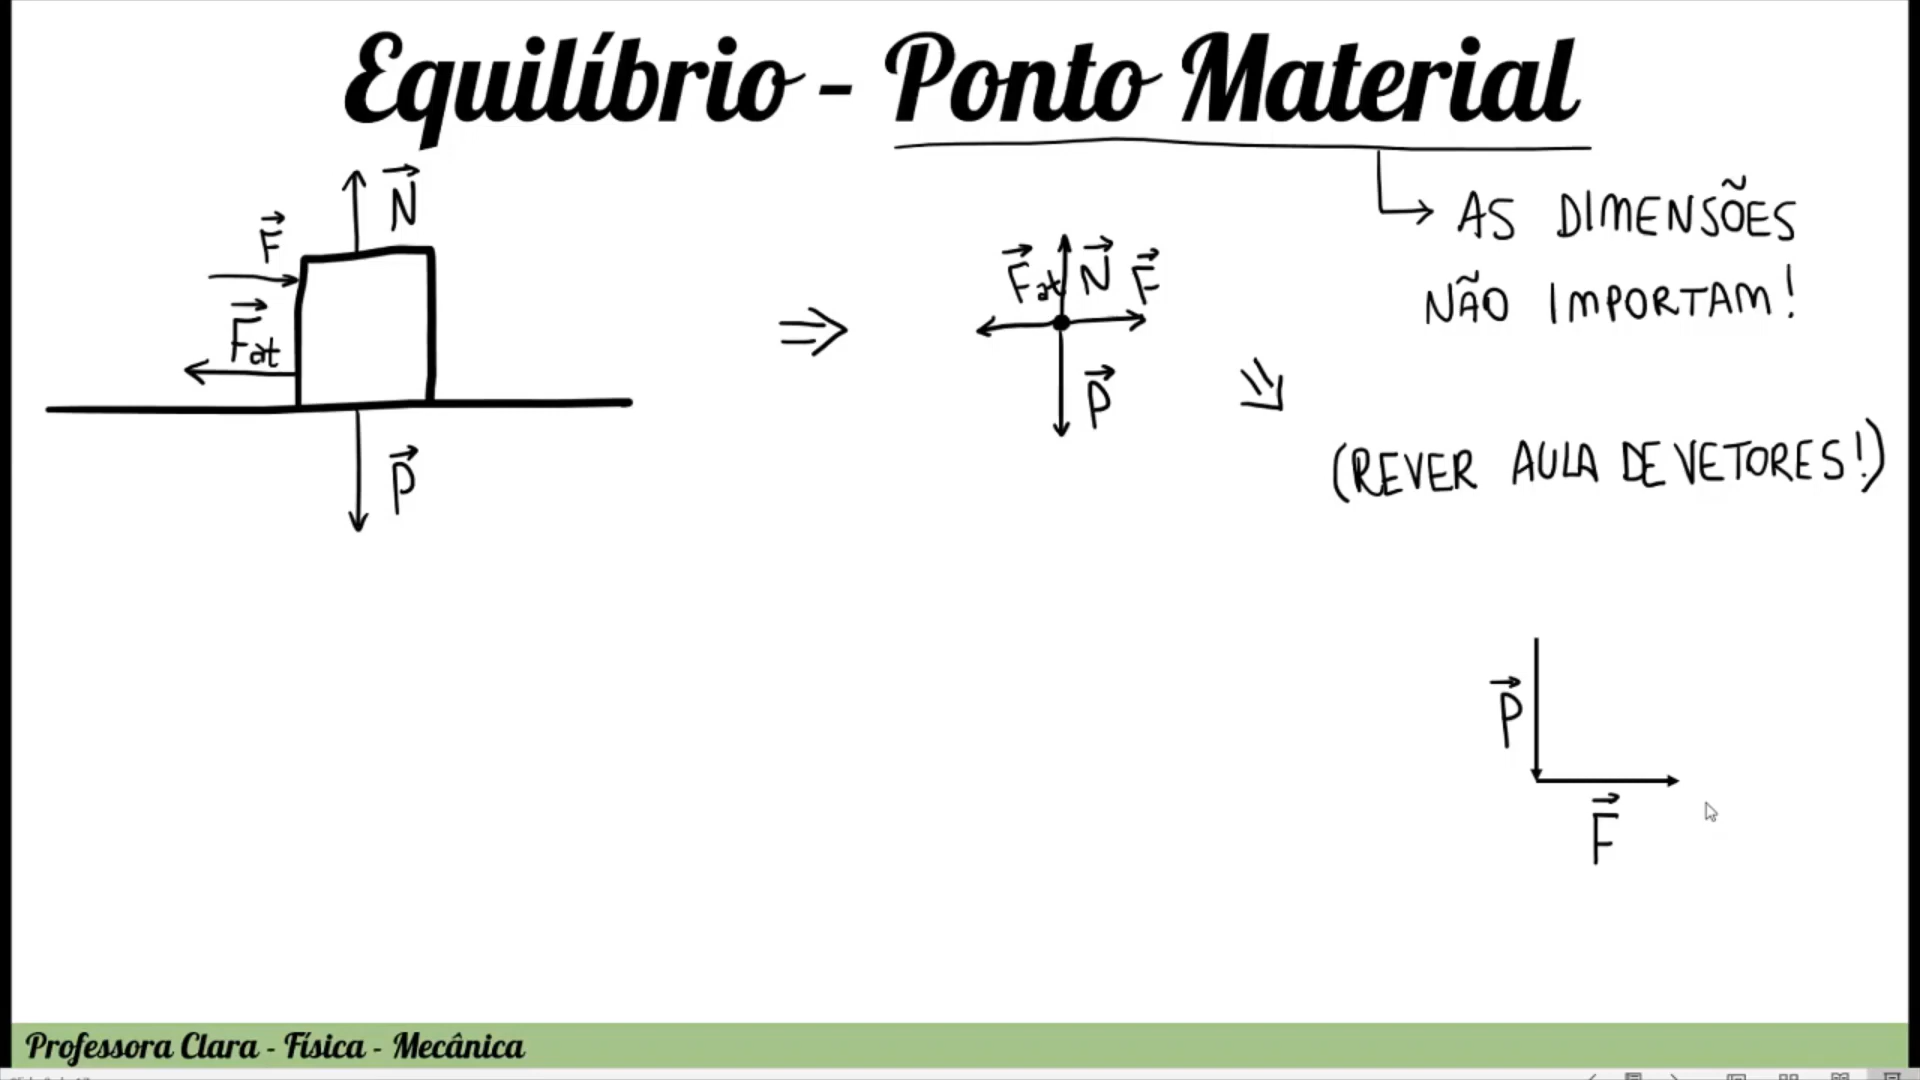 Equilíbrio - Ponto Material
N
F
Fat
P
Fat N F
P
AS DIMENSÕES
NÃO IMPORTAM!
(REVER AULA DE VETORES!)
P
F
Professora Clara - Física - Mecânica